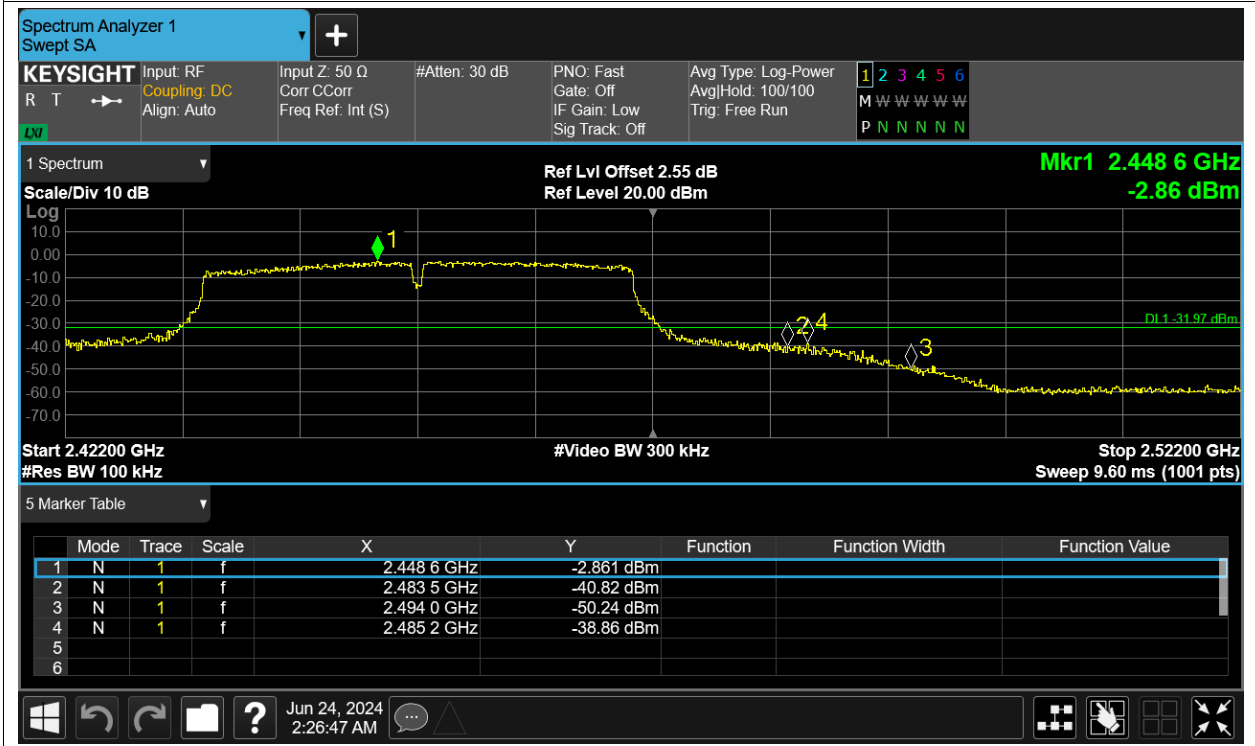 Spectrum Analyzer 1
Swept SA
+
KEYSIGHT Input: RF Input Z: 50 Ω #Atten: 30 dB PNO: Fast Avg Type: Log-Power 1 2 3 4 5 6
R T Coupling: DC Corr CCorr Gate: Off Avg|Hold: 100/100 M W W W W W
Align: Auto Freq Ref: Int (S) IF Gain: Low Trig: Free Run
LXI Sig Track: Off P N N N N N
1 Spectrum Ref Lvl Offset 2.55 dB Mkr1 2.448 6 GHz
Scale/Div 10 dB Ref Level 20.00 dBm -2.86 dBm
Log
10.0
1
0.00
-10.0
-20.0
-30.0 2 4 DL1 -31.97 dBm
-40.0 3
-50.0
-60.0
-70.0
Start 2.42200 GHz #Video BW 300 kHz Stop 2.52200 GHz
#Res BW 100 kHz Sweep 9.60 ms (1001 pts)
5 Marker Table
Mode Trace Scale X Y Function Function Width Function Value
1 N 1 f 2.448 6 GHz -2.861 dBm
2 N 1 f 2.483 5 GHz -40.82 dBm
3 N 1 f 2.494 0 GHz -50.24 dBm
4 N 1 f 2.485 2 GHz -38.86 dBm
5
6
? Jun 24, 2024
2:26:47 AM